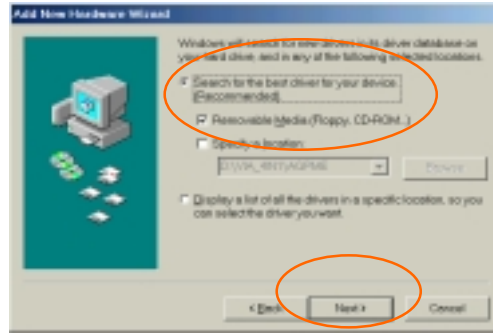 Add New Hardware Wizard
Windows will search for new drivers in its driver database on
your hard drive, and in any of the following selected locations.
Search for the best driver for your device.
(Recommended).
Removable Media (Floppy, CD-ROM...)
Specify a location:
Browse
Display a list of all the drivers in a specific location, so you
can select the driver you want.
< Back
Next >
Cancel